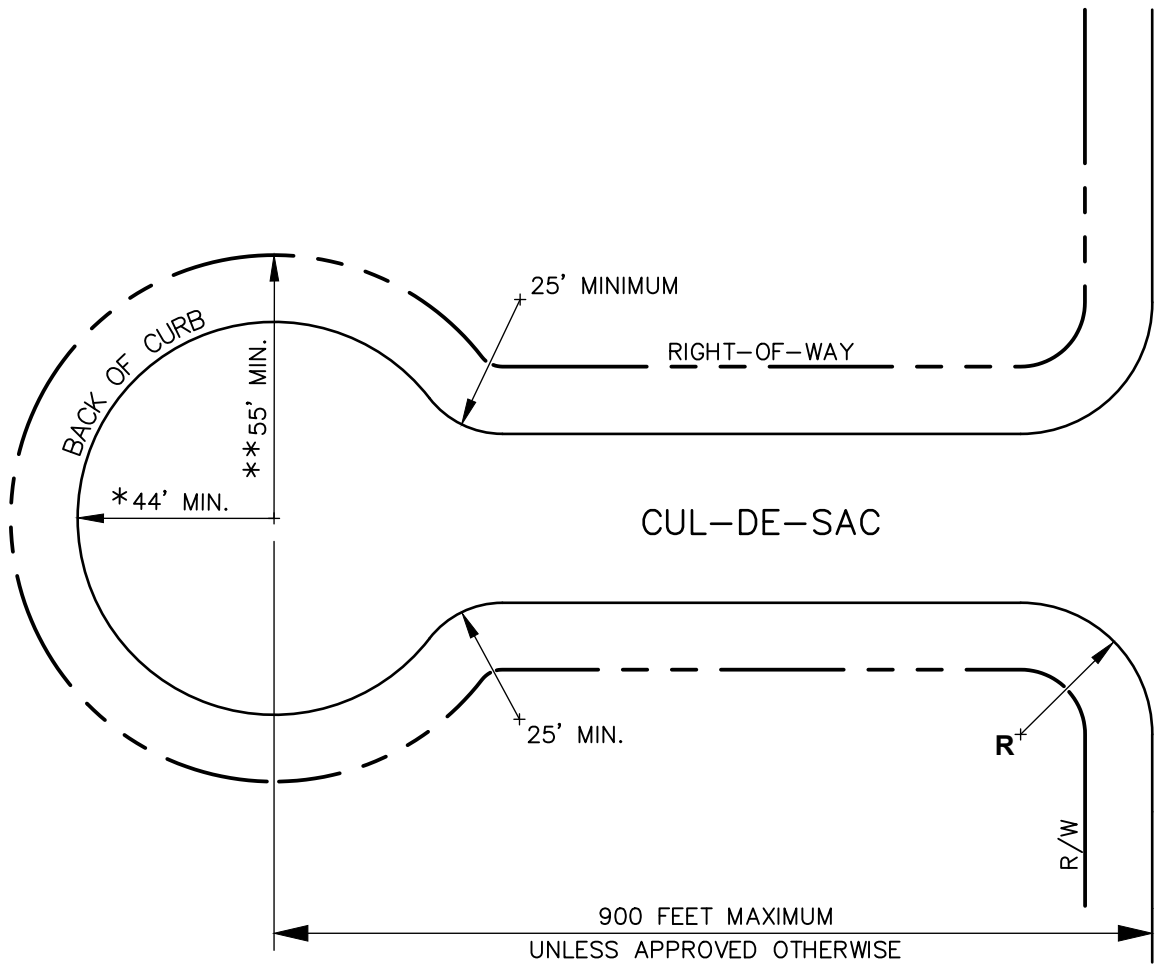 25' MINIMUM
RIGHT-OF-WAY
BACK OF CURB
**55' MIN.
*44' MIN.
CUL-DE-SAC
25' MIN.
R
R/W
900 FEET MAXIMUM
UNLESS APPROVED OTHERWISE